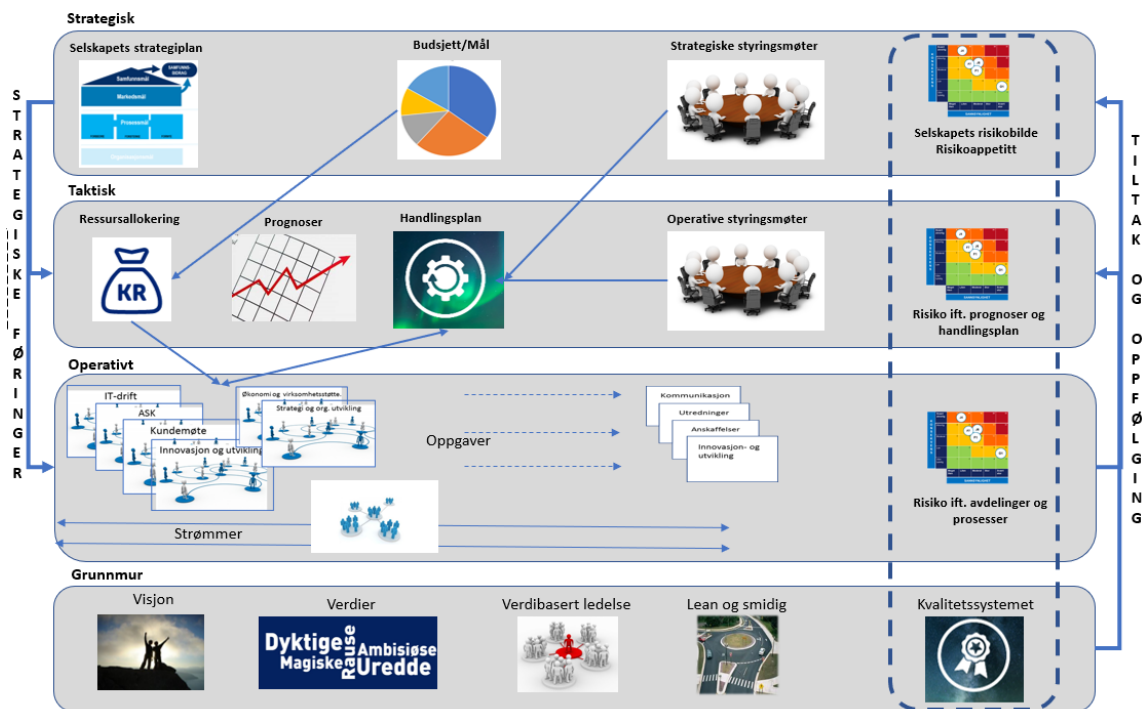 Strategisk
Selskapets strategiplan
Budsjett/Mål
Strategiske styringsmøter
Samfunnsmål
Markedsmål
Prosessmål
Selskapets risikobilde
Risikoappetitt
STRATEGISKE FØRINGER
TILTAK OG OPPFØLGING
Taktisk
Ressursallokering
Prognoser
Handlingsplan
Operative styringsmøter
KR
Risiko ift. prognoser og
handlingsplan
Operativt
IT-drift
ASK
Kundemøte
Innovasjon og utvikling
Økonomi og virksomhetsstøtte.
Strategi og org. utvikling
Oppgaver
Kommunikasjon
Utredninger
Anskaffelser
Innovasjon- og
utvikling
Strømmer
Risiko ift. avdelinger og
prosesser
Grunnmur
Visjon
Verdier
Verdibasert ledelse
Lean og smidig
Kvalitetssystemet
Dyktige
Magiske
Rause
Ambisiøse
Uredde